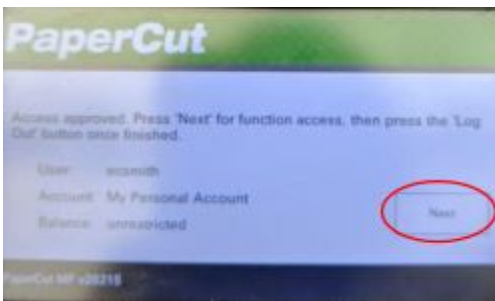 PaperCut
Access approved. Press 'Next' for function access, then press the 'Log
Out' button once finished.
User:
Account: My Personal Account
Balance: unrestricted
Next
PaperCut MF